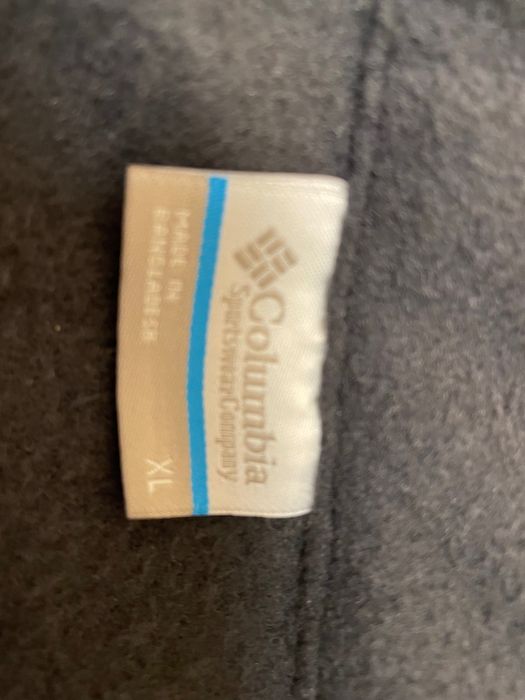 Columbia
Sportswear Company
MADE IN
BANGLADESH
XL